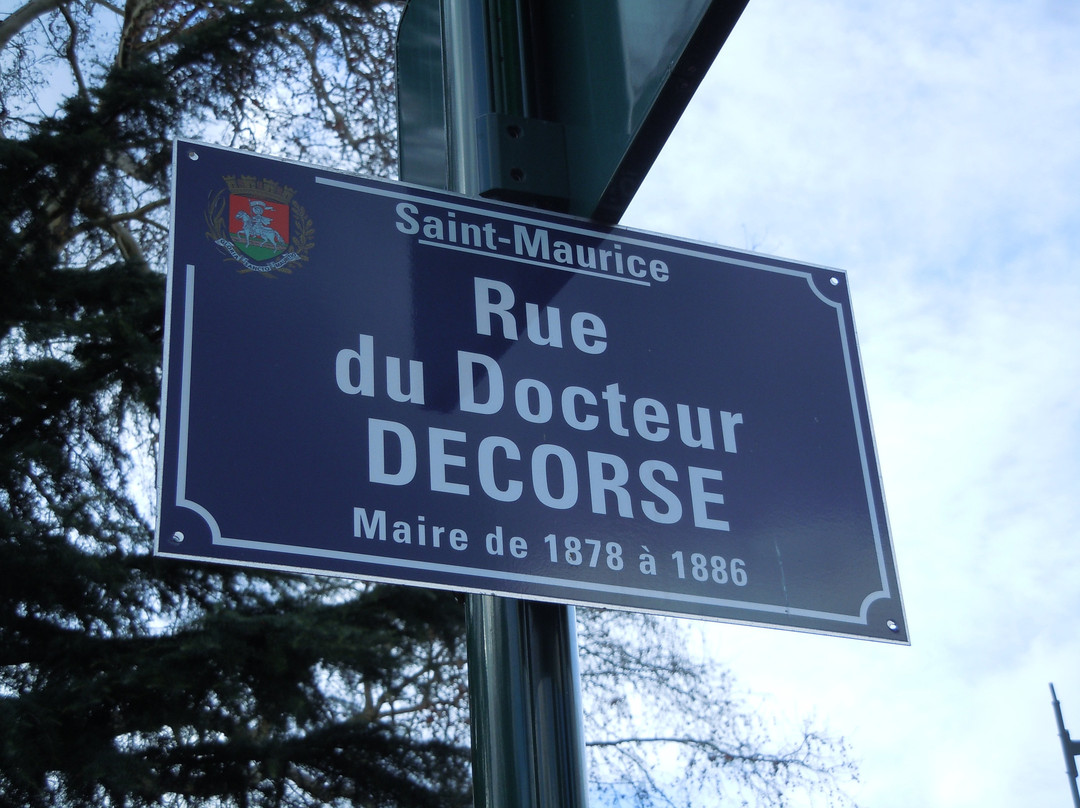 Saint-Maurice
Rue
du Docteur
DECORSE
Maire de 1878 à 1886